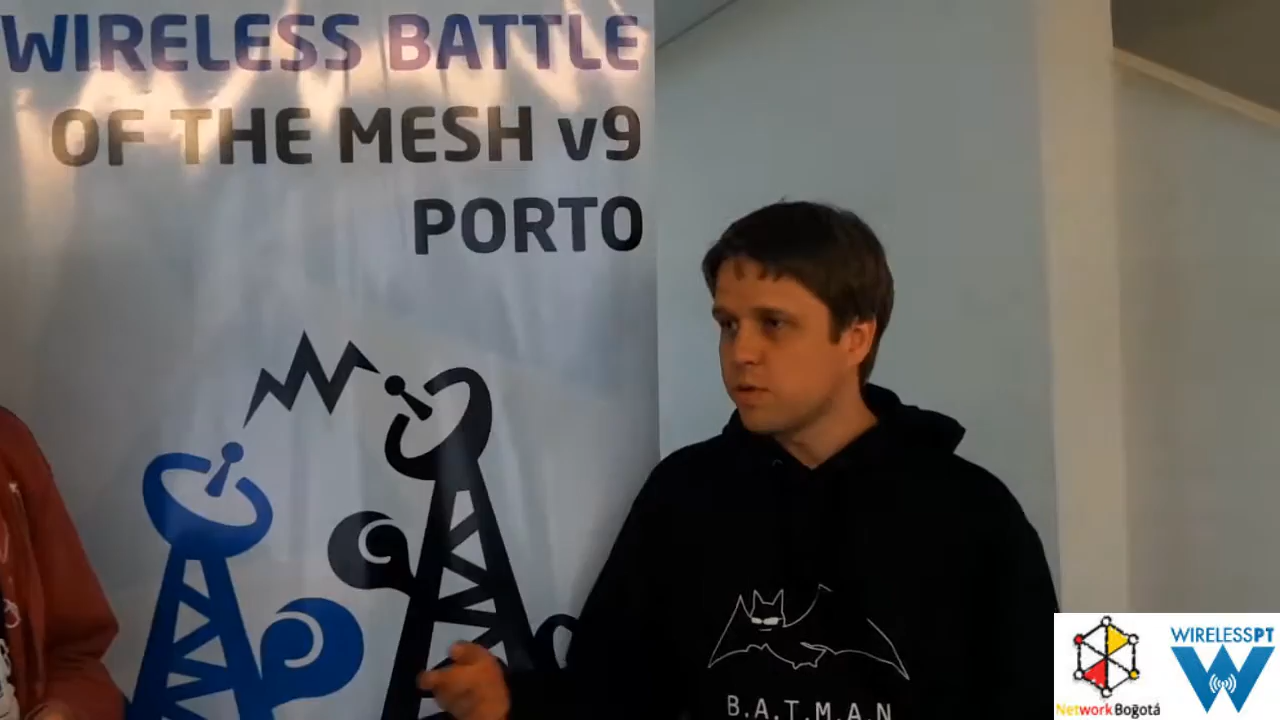 WIRELESS BATTLE
OF THE MESH v9
PORTO
B.A.T.M.A.N
Network Bogotá
WIRELESSPT
W